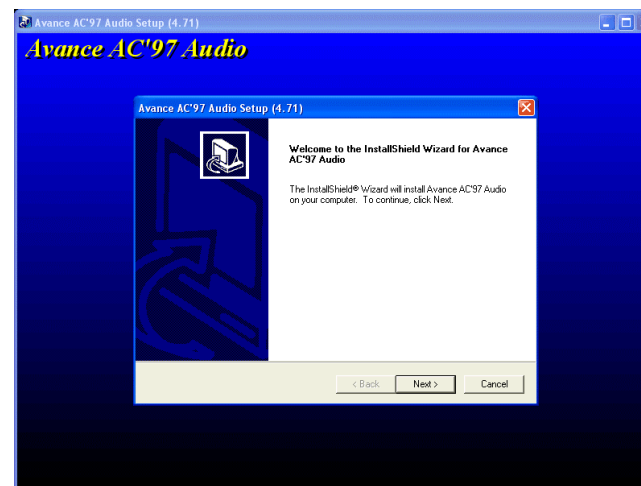 Avance AC'97 Audio Setup (4.71)
Avance AC'97 Audio
Avance AC'97 Audio Setup (4.71)
Welcome to the InstallShield Wizard for Avance
AC'97 Audio
The InstallShield® Wizard will install Avance AC'97 Audio
on your computer. To continue, click Next.
< Back Next > Cancel